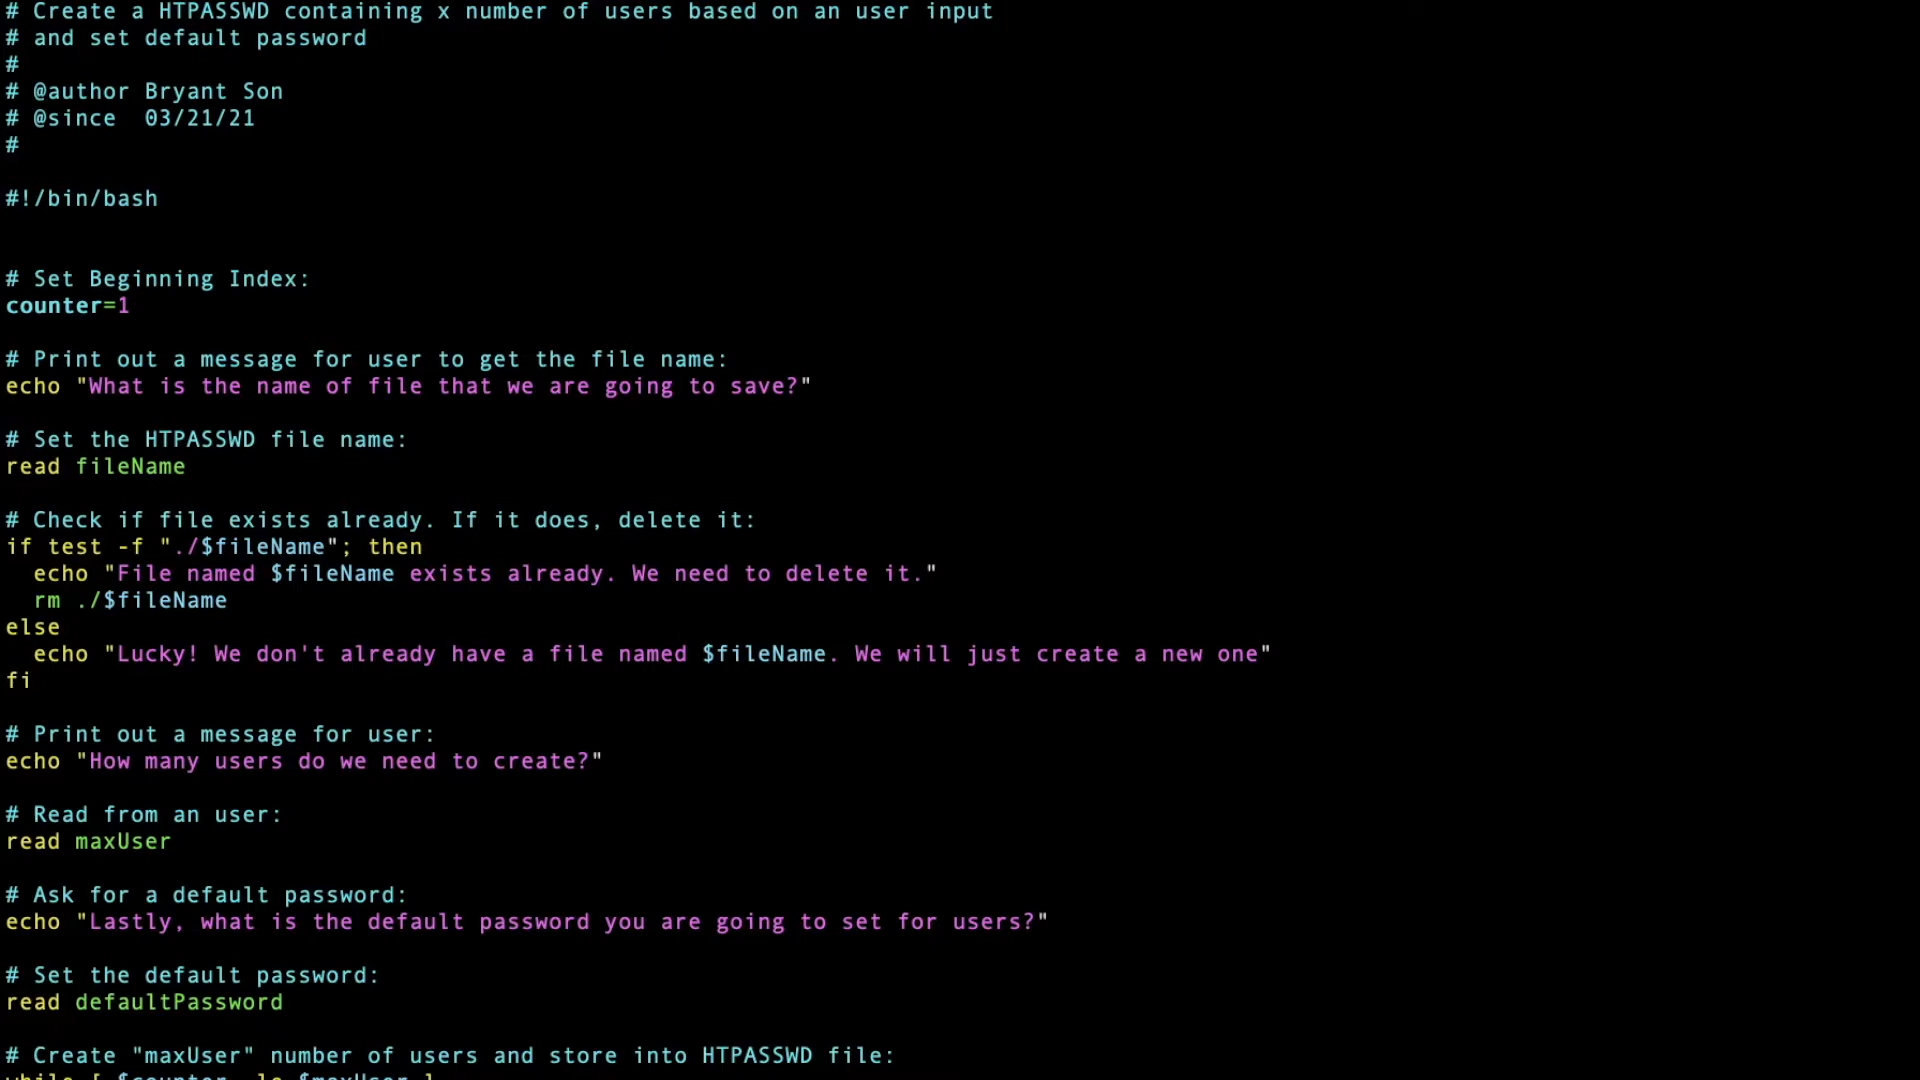 # Create a HTPASSWD containing x number of users based on an user input
# and set default password
#
# @author Bryant Son
# @since  03/21/21
#
#!/bin/bash
# Set Beginning Index:
counter=1
# Print out a message for user to get the file name:
echo "What is the name of file that we are going to save?"
# Set the HTPASSWD file name:
read fileName
# Check if file exists already. If it does, delete it:
if test -f "./$fileName"; then
  echo "File named $fileName exists already. We need to delete it."
  rm ./$fileName
else
  echo "Lucky! We don't already have a file named $fileName. We will just create a new one"
fi
# Print out a message for user:
echo "How many users do we need to create?"
# Read from an user:
read maxUser
# Ask for a default password:
echo "Lastly, what is the default password you are going to set for users?"
# Set the default password:
read defaultPassword
# Create "maxUser" number of users and store into HTPASSWD file:
while [ $counter -le $maxUser ]